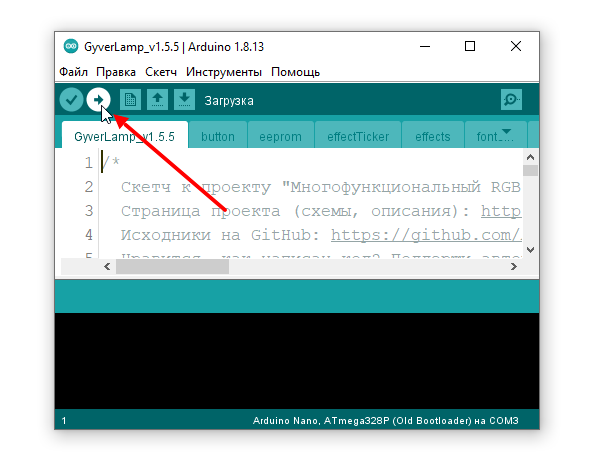 GyverLamp_v1.5.5 | Arduino 1.8.13
Файл Правка Скетч Инструменты Помощь
Загрузка
GyverLamp_v1.5.5 button eeprom effectTicker effects
1 /*
2 Скетч к проекту "Многофункциональный RGB
3 Страница проекта (схемы, описания): http
4 Исходники на GitHub: https://github.com/
5
1 Arduino Nano, ATmega328P (Old Bootloader) на COM3